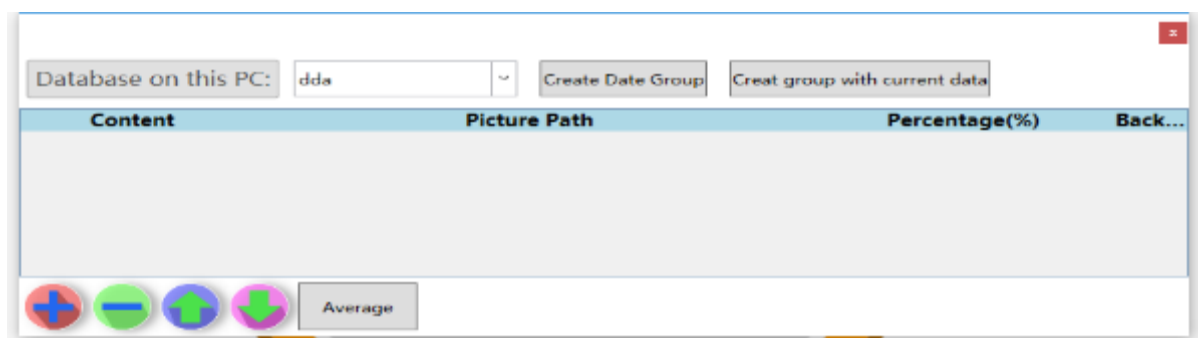 Database on this PC: dda Create Date Group Creat group with current data
Content Picture Path Percentage(%) Back...
Average